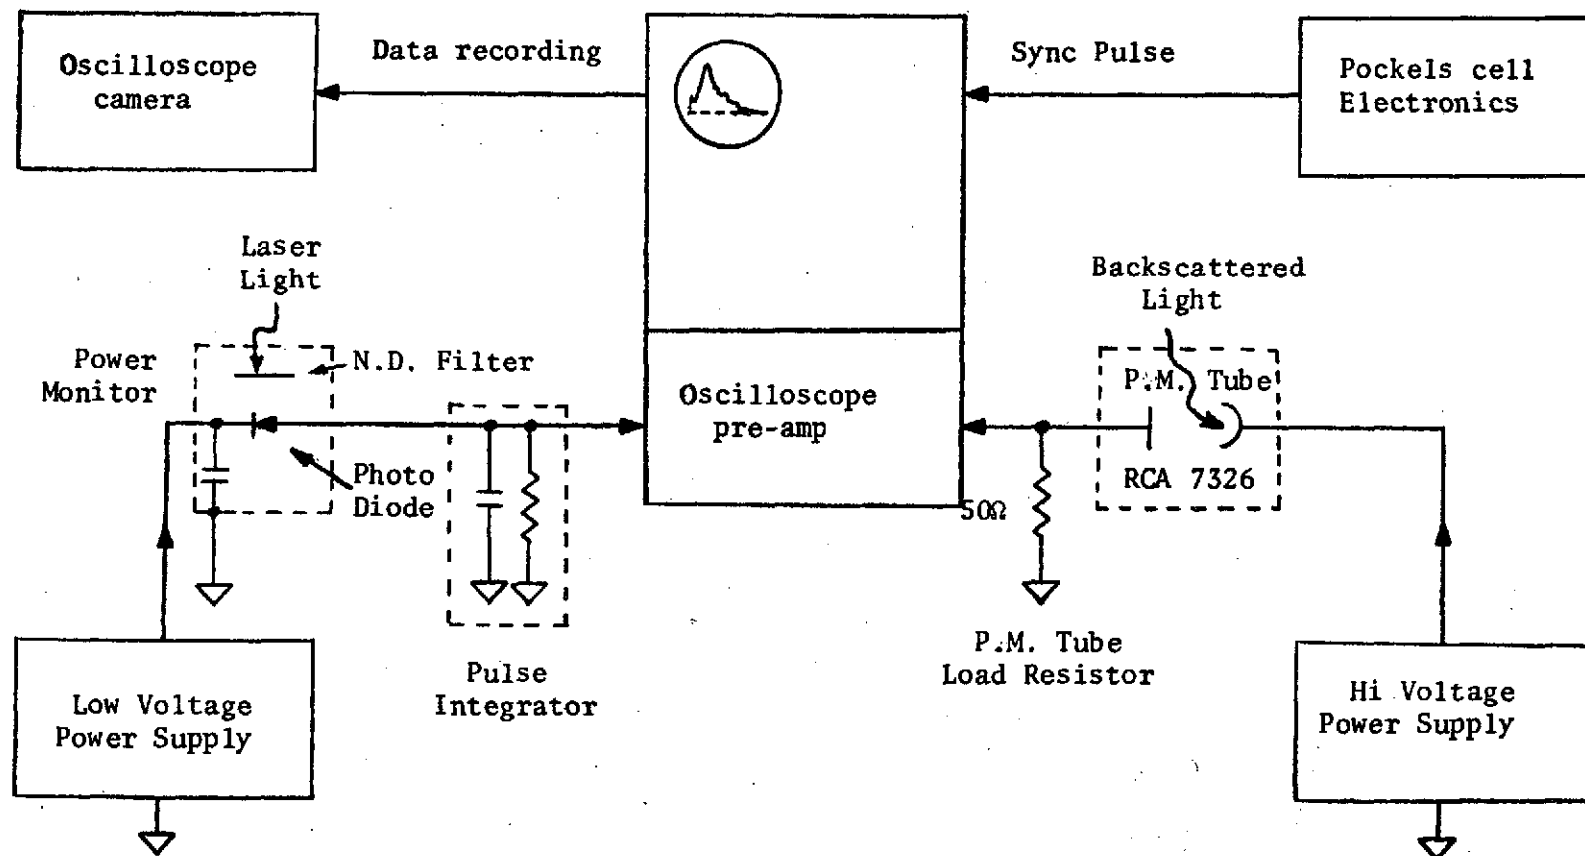 Oscilloscope
camera
Data recording
Sync Pulse
Pockels cell
Electronics
Laser
Light
Backscattered
Light
Power
Monitor
N.D. Filter
P.M. Tube
Oscilloscope
pre-amp
Photo
Diode
RCA 7326
50Ω
Pulse
Integrator
P.M. Tube
Load Resistor
Low Voltage
Power Supply
Hi Voltage
Power Supply